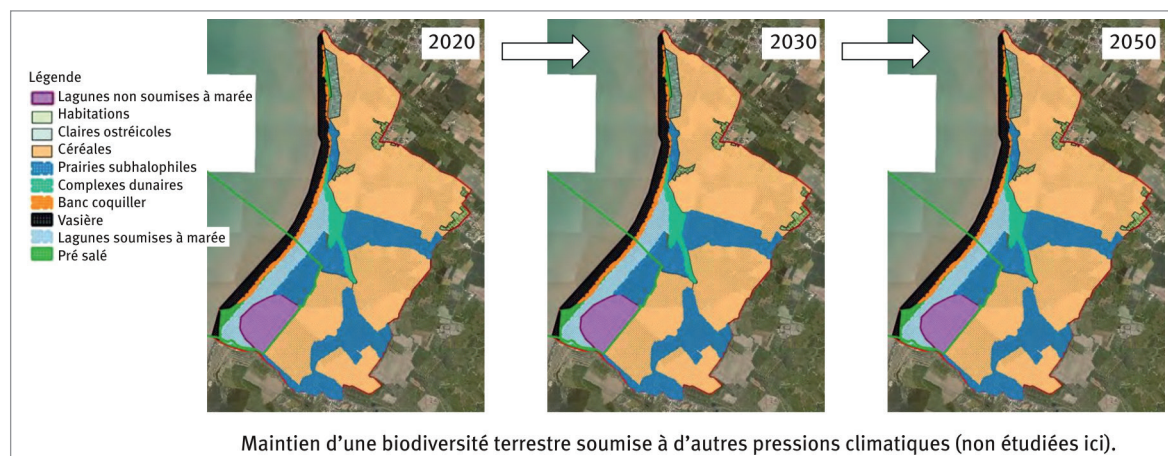 2020
2030
2050
Légende
Lagunes non soumises à marée
Habitations
Claires ostréicoles
Céréales
Prairies subhalophiles
Complexes dunaires
Banc coquiller
Vasière
Lagunes soumises à marée
Pré salé
Maintien d'une biodiversité terrestre soumise à d'autres pressions climatiques (non étudiées ici).